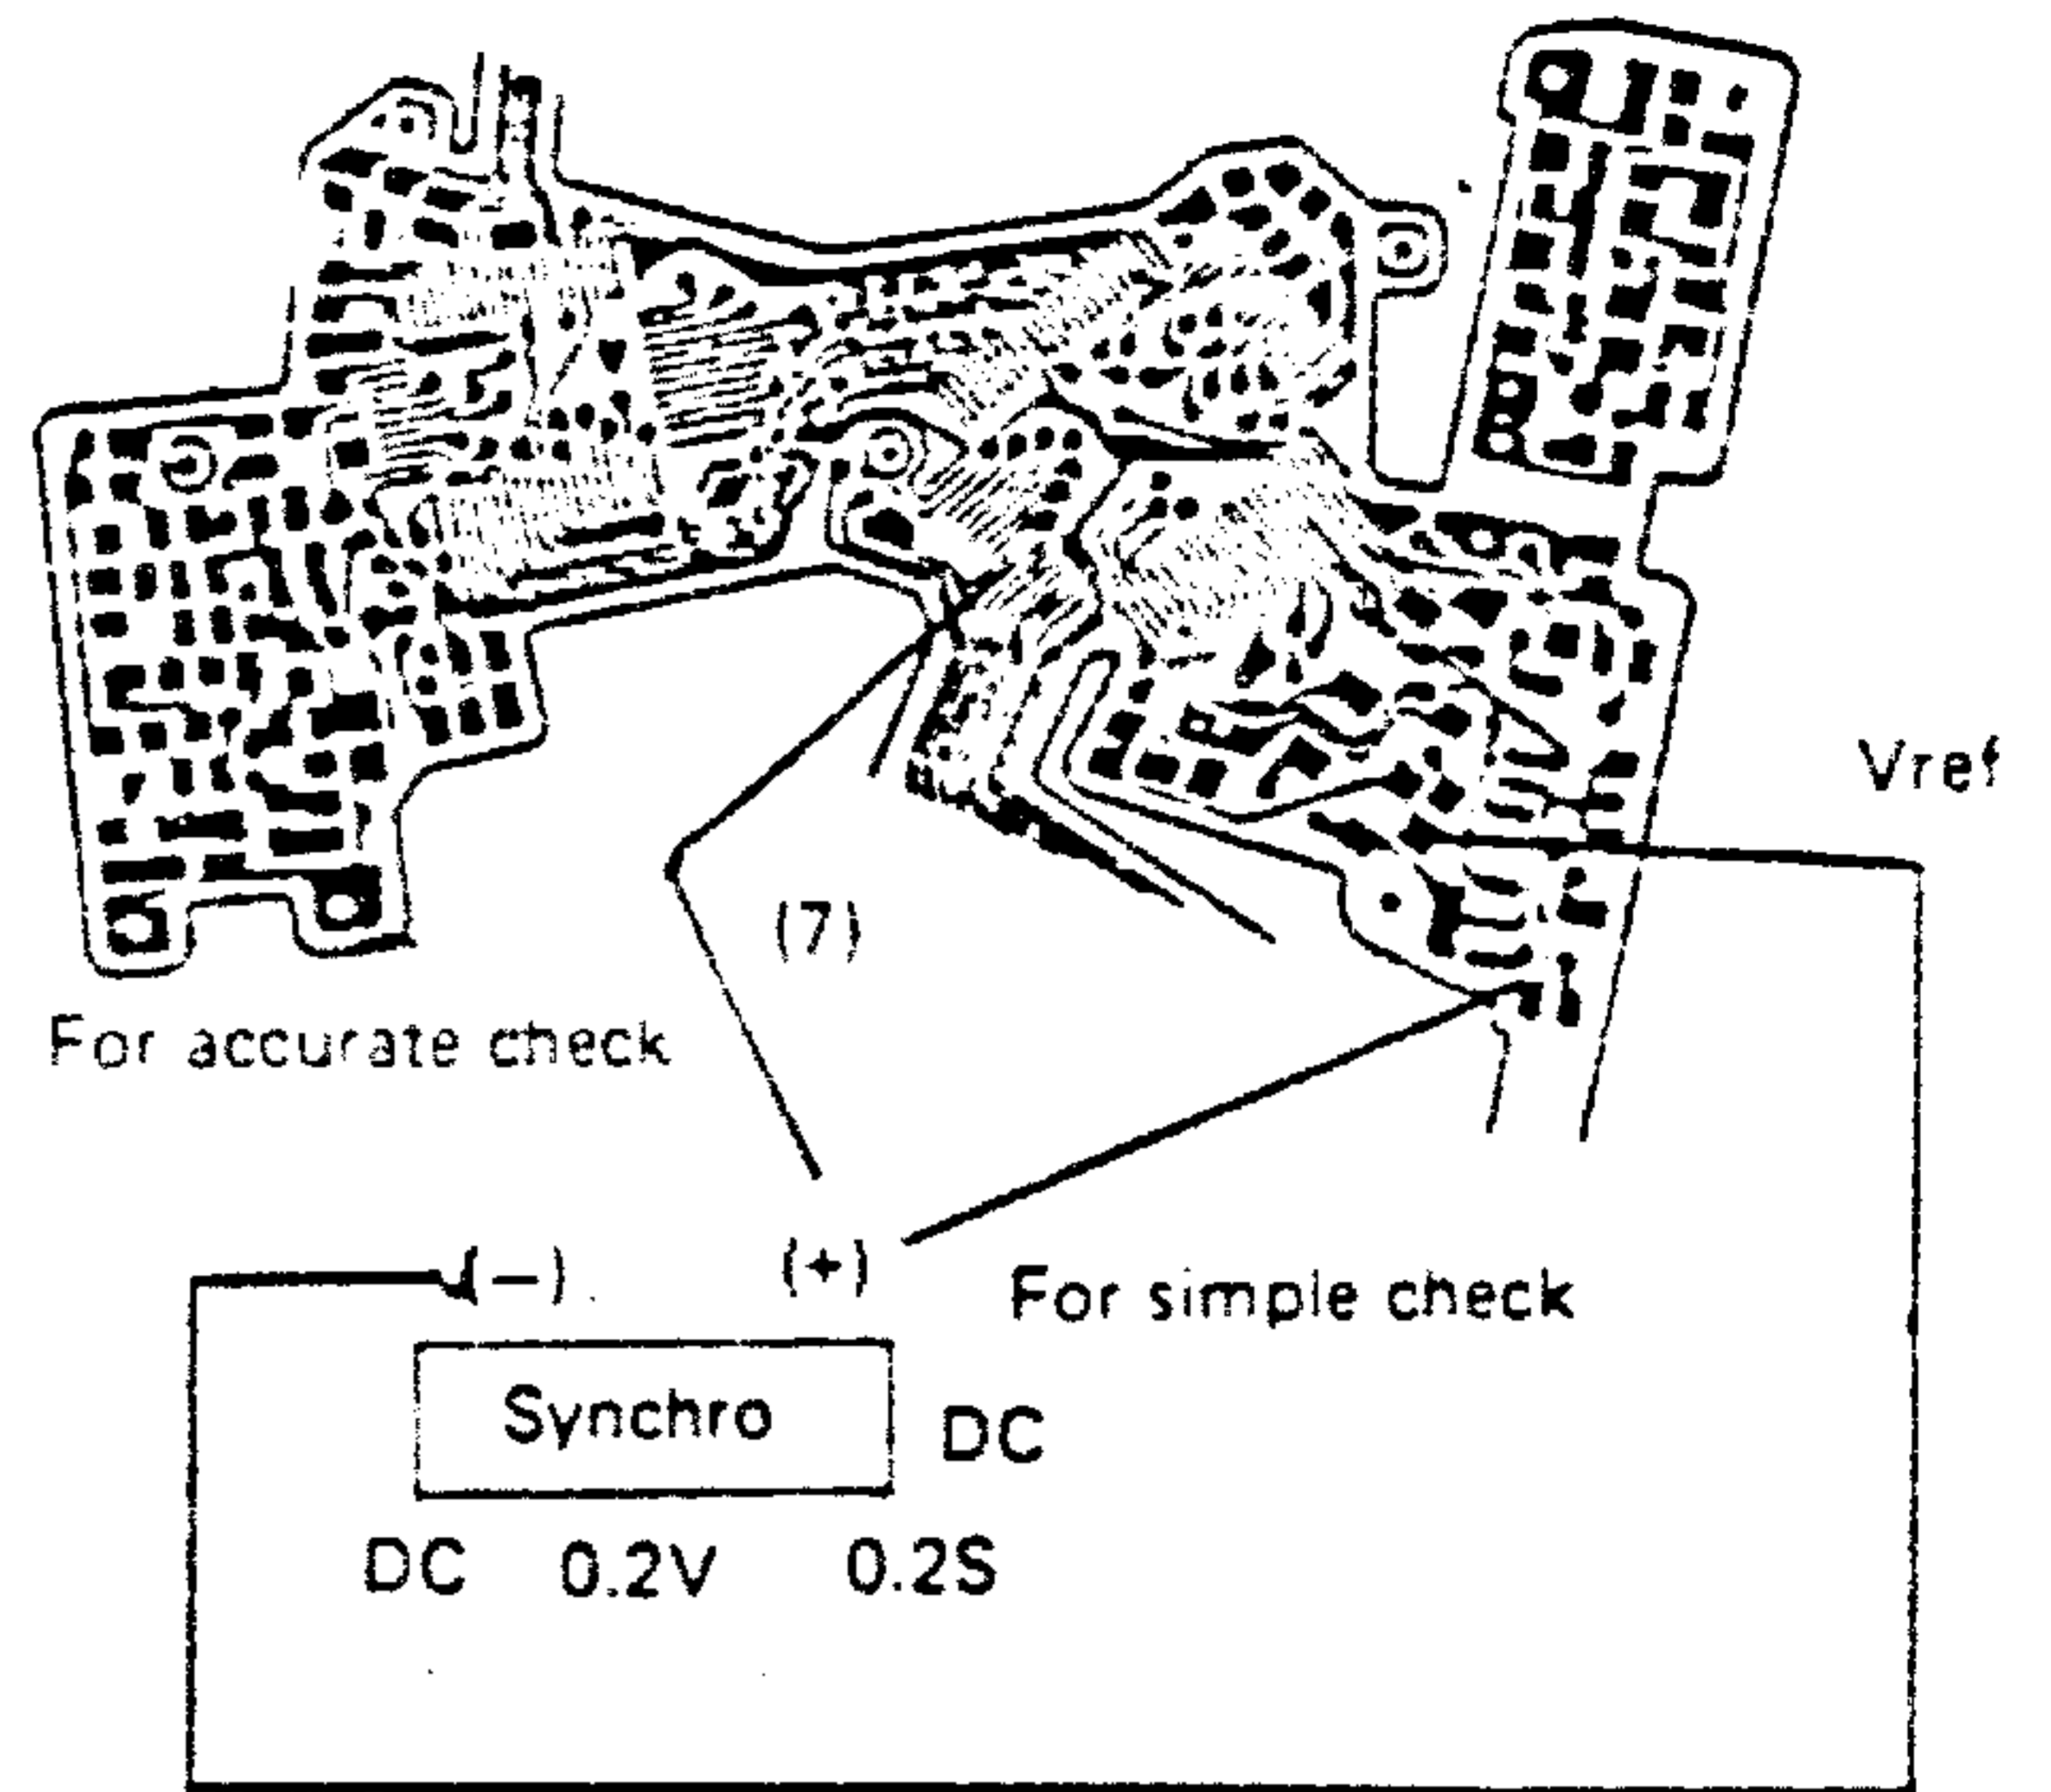 Vref
(7)
For accurate check
(—) (+)
For simple check
Synchro DC
DC 0.2V 0.2S